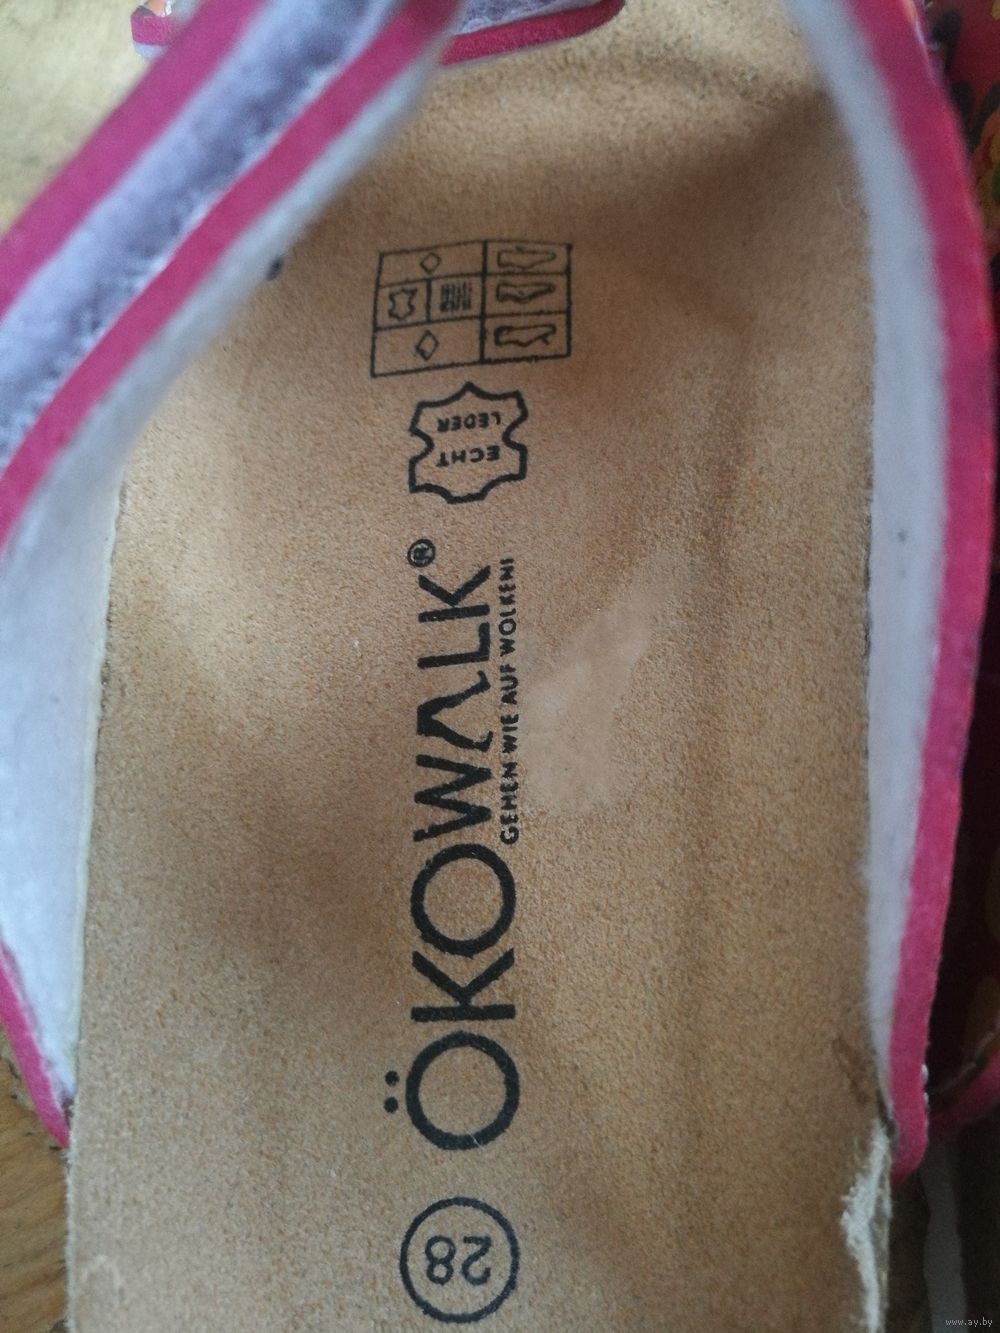 ECHT
LEDER
ÖKOWALK®
GEHEN WIE AUF WOLKEN!
28
www.ay.by